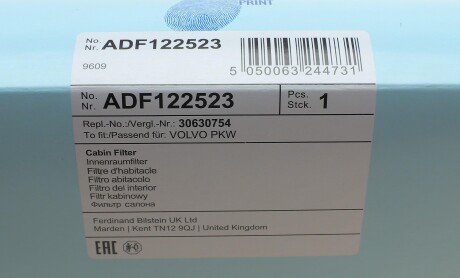 PRINT
No. Nr. ADF122523
9609
5 050063 244731
No. Nr. ADF122523 Pcs. Stck. 1
Repl.-No.:/Vergl.-Nr.: 30630754
To fit:/Passend für: VOLVO PKW
Cabin Filter
Innenraumfilter
Filtre d'habitacle
Filtro abitacolo
Filtro del interior
Filtr kabinowy
Фильтр салона
Ferdinand Bilstein UK Ltd
Marden | Kent TN12 9QJ | United Kingdom
EAC